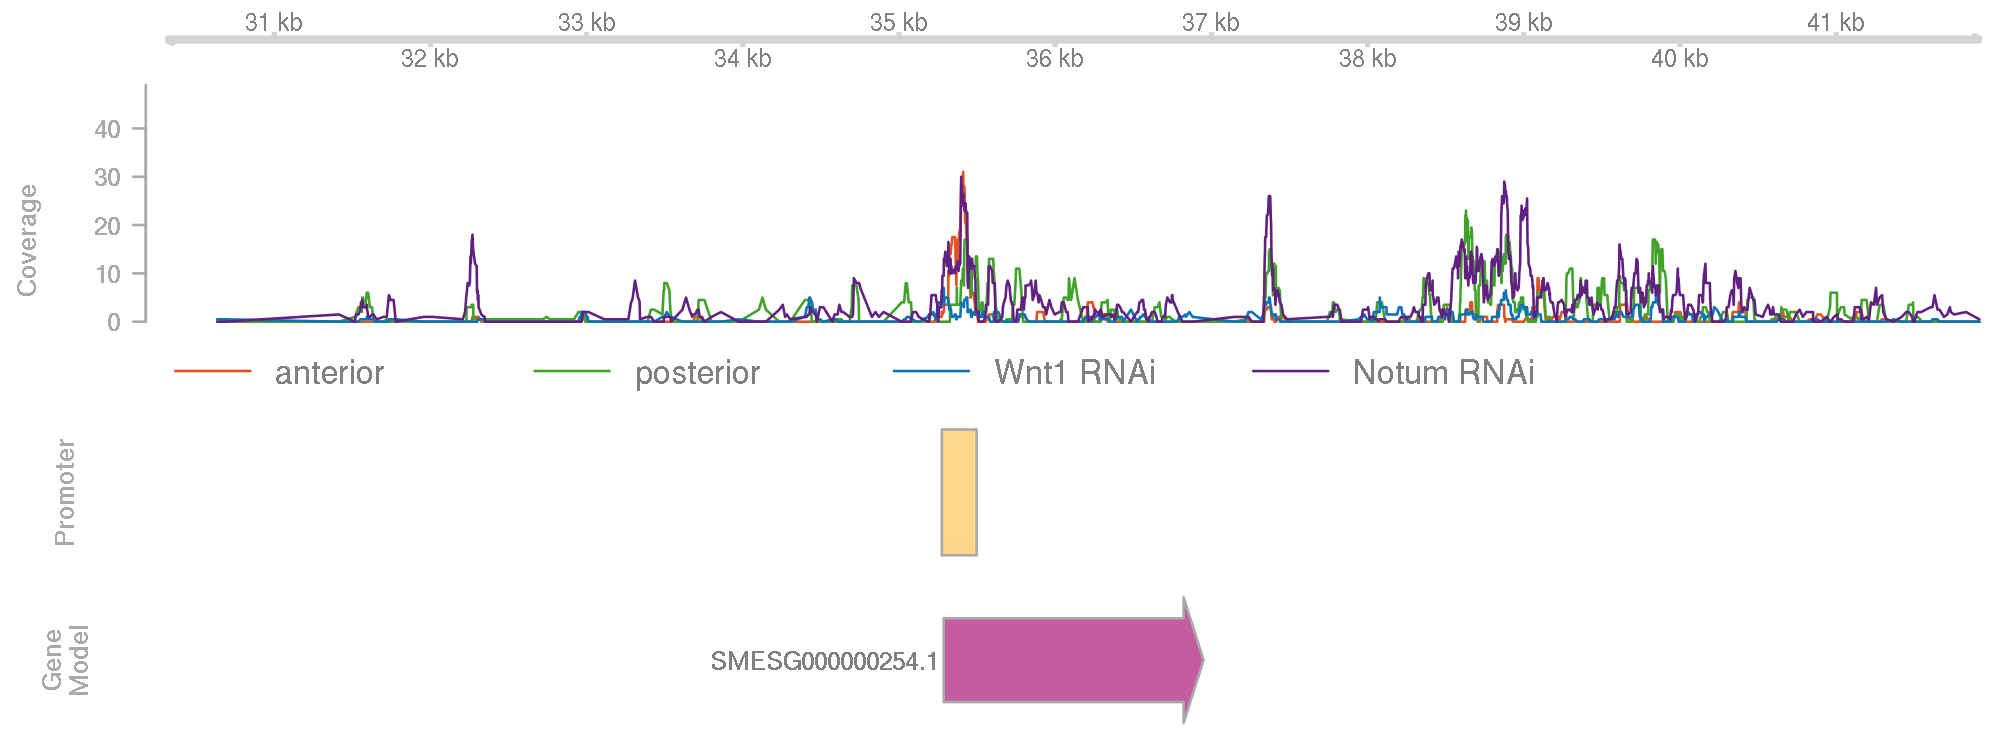 31 kb 33 kb 35 kb 37 kb 39 kb 41 kb
32 kb 34 kb 36 kb 38 kb 40 kb
Coverage
40
30
20
10
0
anterior posterior Wnt1 RNAi Notum RNAi
Promoter
Gene
Model
SMESG000000254.1